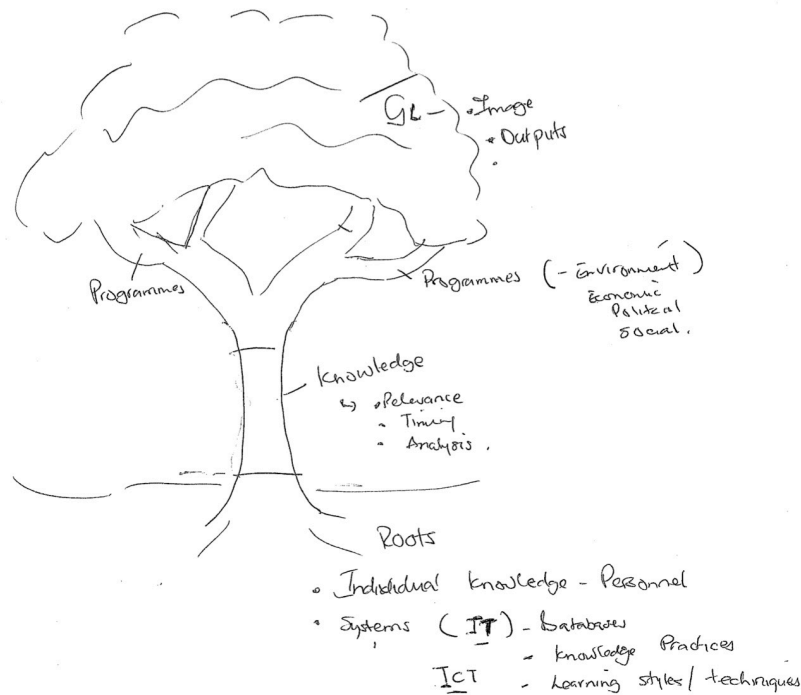 GL - • Image
• Outputs
•
Programmes
Programmes (- Environment)
Economic
Political
Social.
Knowledge
↳ • Relevance
• Timing
• Analysis.
Roots
• Individual Knowledge - Personnel
• Systems (IT) - Databases
- Knowledge Practices
ICT - Learning styles / techniques